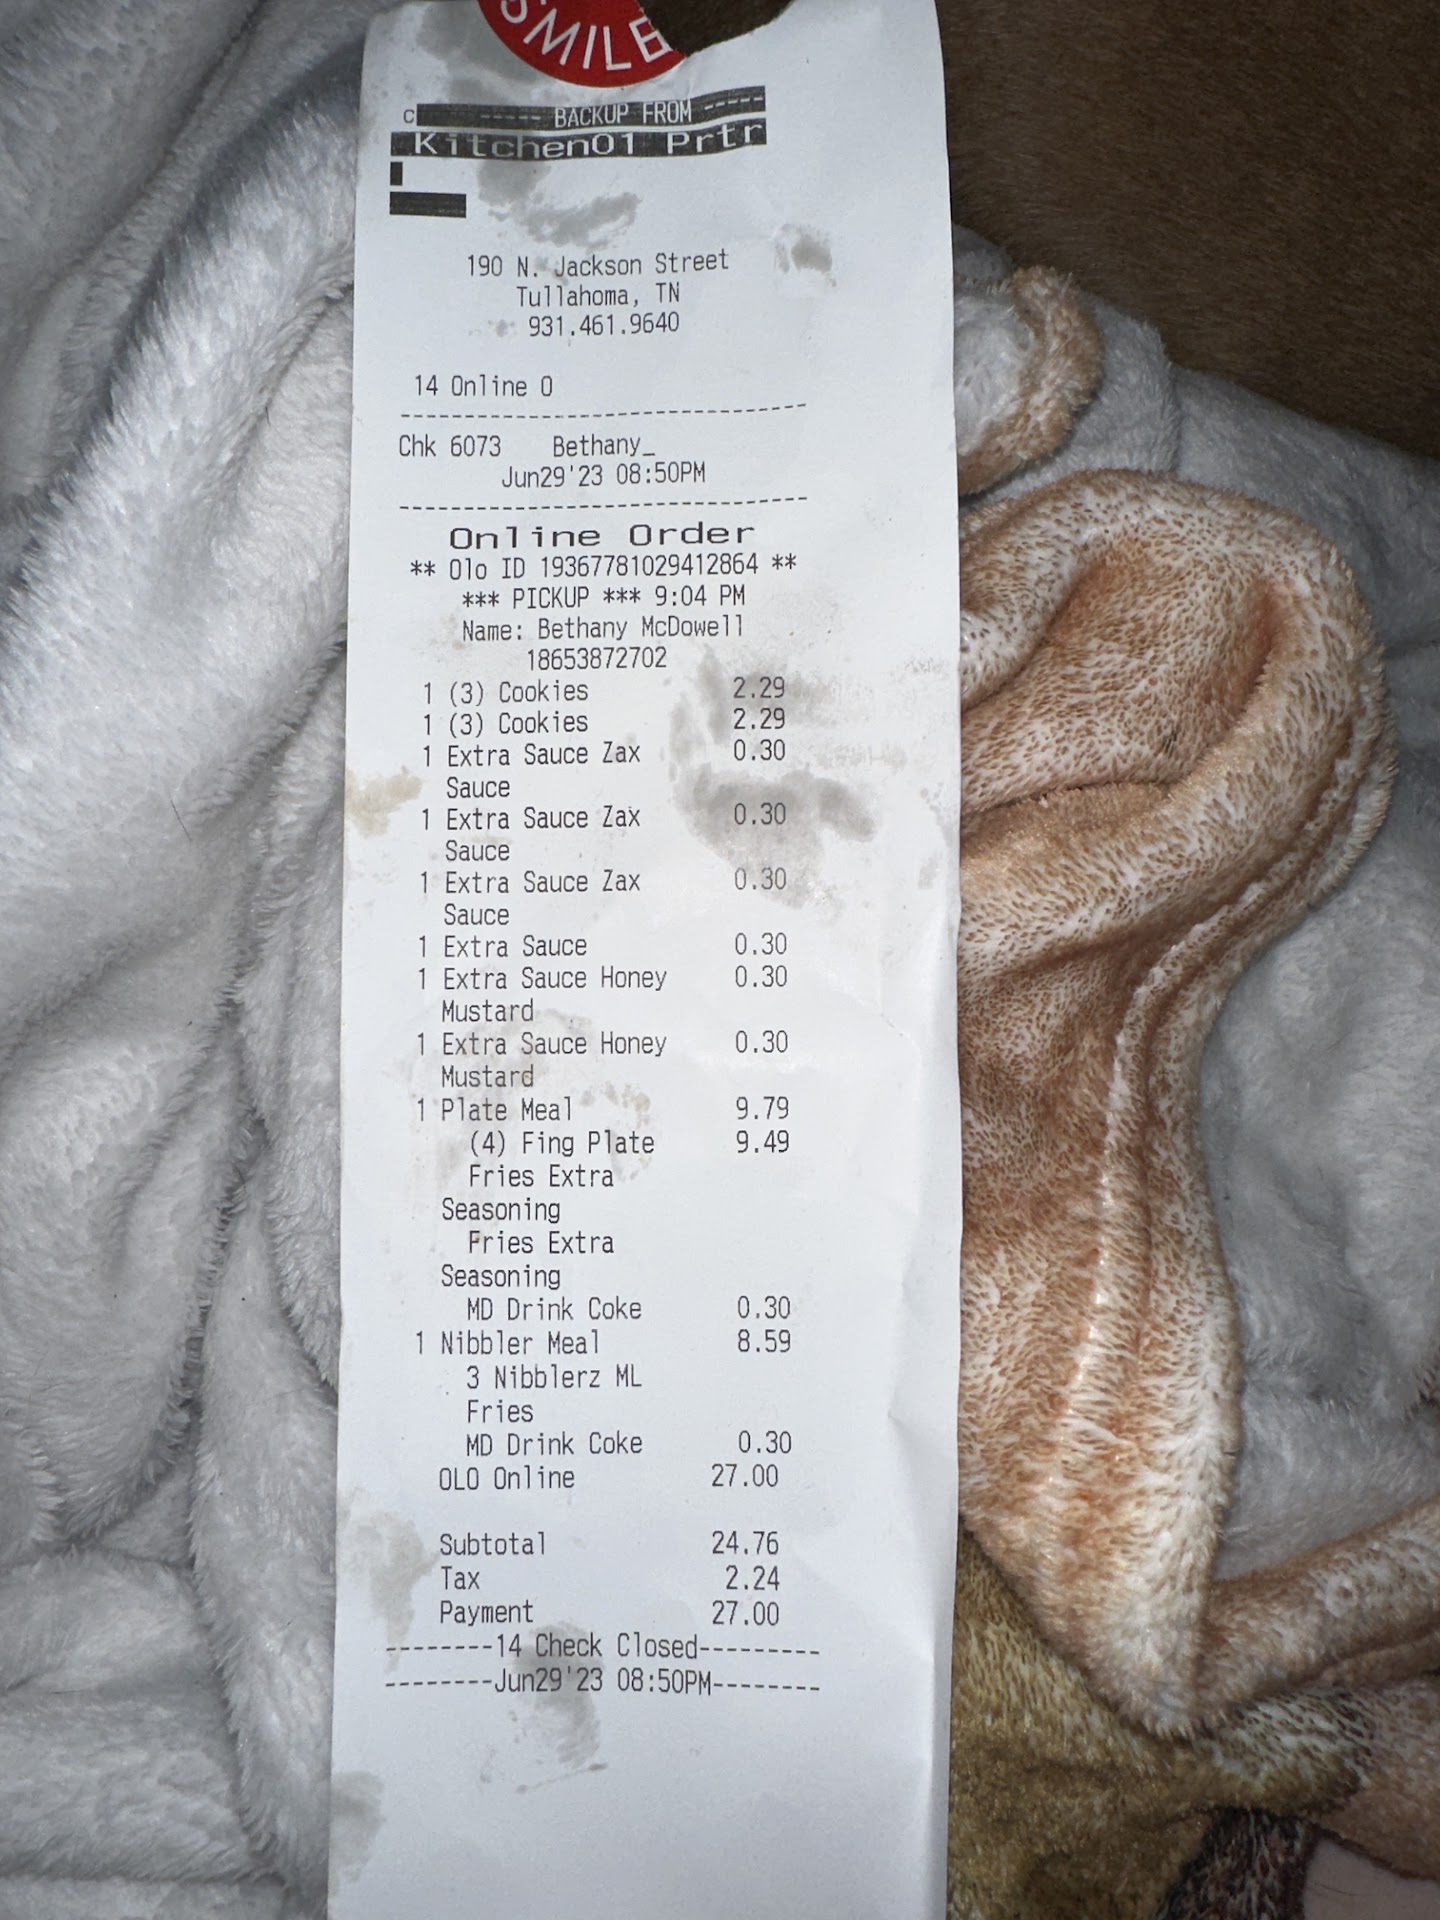 SMILE
c ----- BACKUP FROM -----
Kitchen01 Prtr
190 N. Jackson Street
Tullahoma, TN
931.461.9640
14 Online O
Chk 6073 Bethany_
Jun29'23 08:50PM
Online Order
** Olo ID 19367781029412864 **
*** PICKUP *** 9:04 PM
Name: Bethany McDowell
18653872702
1 (3) Cookies 2.29
1 (3) Cookies 2.29
1 Extra Sauce Zax 0.30
Sauce
1 Extra Sauce Zax 0.30
Sauce
1 Extra Sauce Zax 0.30
Sauce
1 Extra Sauce 0.30
1 Extra Sauce Honey 0.30
Mustard
1 Extra Sauce Honey 0.30
Mustard
1 Plate Meal 9.79
(4) Fing Plate 9.49
Fries Extra
Seasoning
Fries Extra
Seasoning
MD Drink Coke 0.30
1 Nibbler Meal 8.59
3 Nibblerz ML
Fries
MD Drink Coke 0.30
OLO Online 27.00
Subtotal 24.76
Tax 2.24
Payment 27.00
--------14 Check Closed---------
--------Jun29'23 08:50PM--------